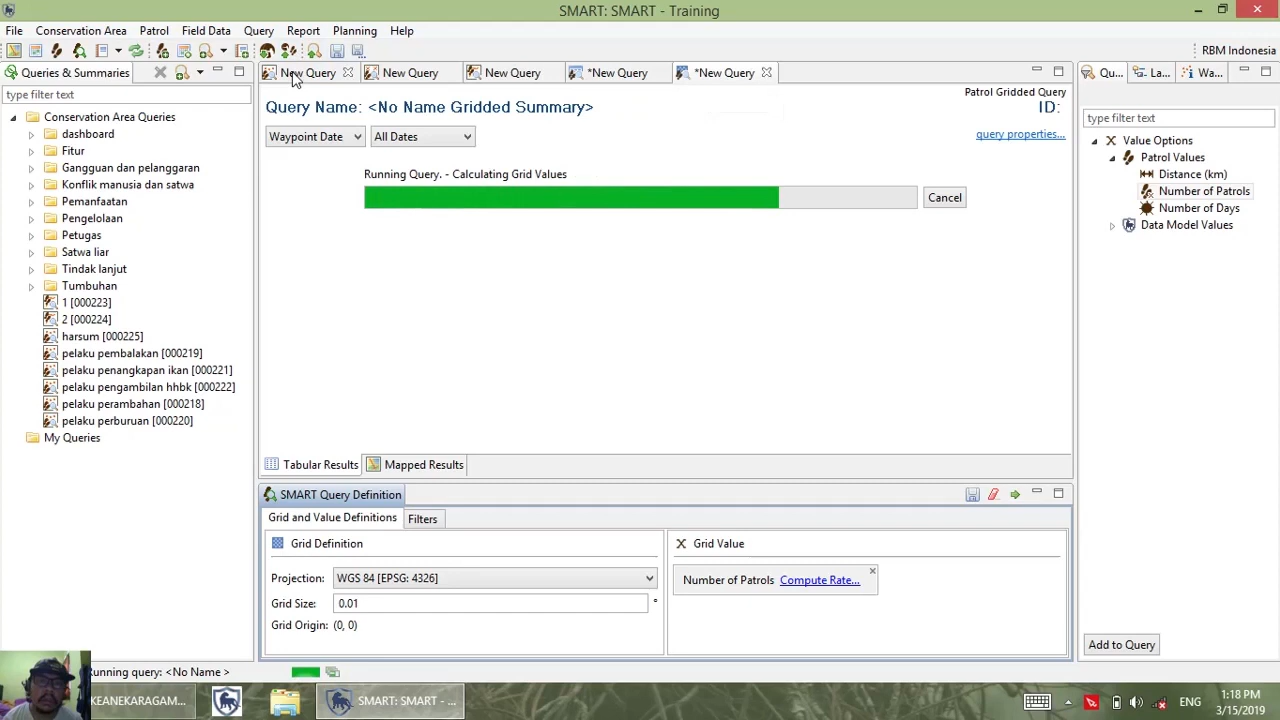 SMART: SMART - Training
File Conservation Area Patrol Field Data Query Report Planning Help
RBM Indonesia
Queries & Summaries
type filter text
Conservation Area Queries
dashboard
Fitur
Gangguan dan pelanggaran
Konflik manusia dan satwa
Pemanfaatan
Pengelolaan
Petugas
Satwa liar
Tindak lanjut
Tumbuhan
1 [000223]
2 [000224]
harsum [000225]
pelaku pembalakan [000219]
pelaku penangkapan ikan [000221]
pelaku pengambilan hhbk [000222]
pelaku perambahan [000218]
pelaku perburuan [000220]
My Queries
New Query New Query New Query *New Query *New Query
Patrol Gridded Query
Query Name: <No Name Gridded Summary> ID:
Waypoint Date All Dates query properties...
Running Query. - Calculating Grid Values
Cancel
Tabular Results Mapped Results
SMART Query Definition
Grid and Value Definitions Filters
Grid Definition
Projection: WGS 84 [EPSG: 4326]
Grid Size: 0.01 °
Grid Origin: (0, 0)
X Grid Value
Number of Patrols Compute Rate...
Qu... La... Wa...
type filter text
X Value Options
Patrol Values
Distance (km)
Number of Patrols
Number of Days
Data Model Values
Add to Query
Running query: <No Name >
KEANEKARAGAM... SMART: SMART - ...
ENG
1:18 PM
3/15/2019